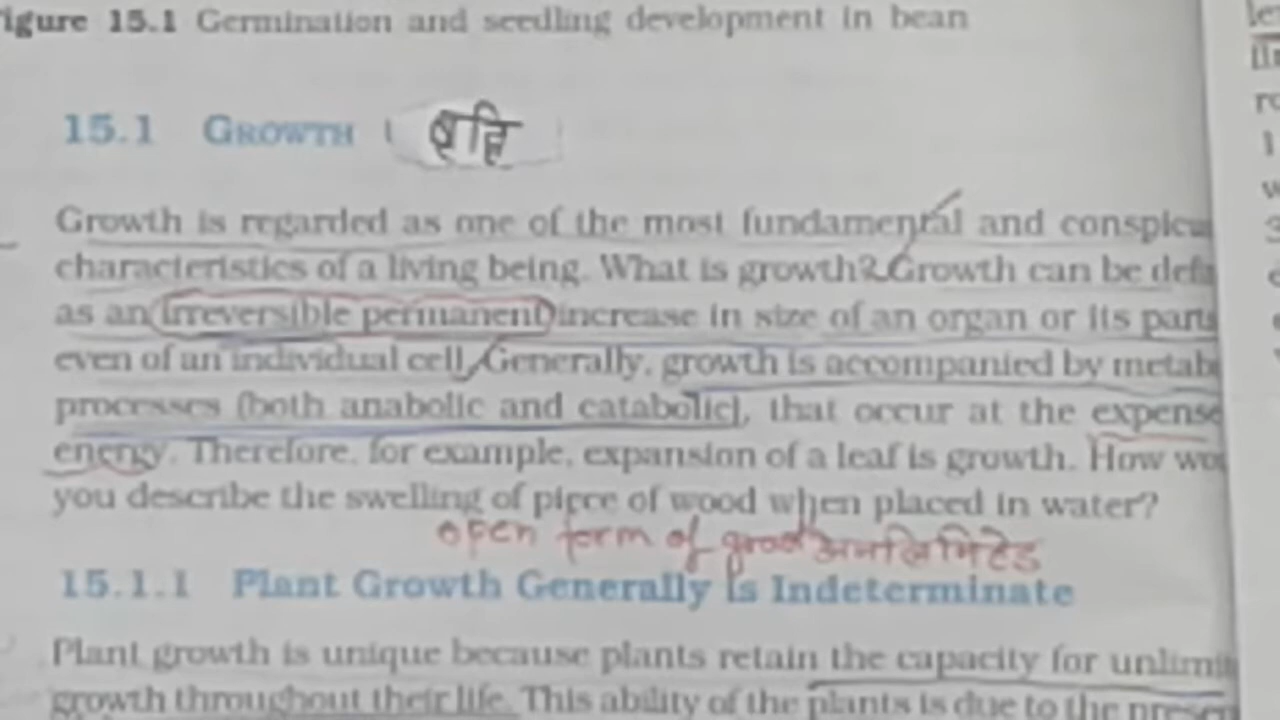 Figure 15.1 Germination and seedling development in bean
15.1 GROWTH
Growth is regarded as one of the most fundamental and conspicu
characteristics of a living being. What is growth? Growth can be defi
as an irreversible permanent increase in size of an organ or its parts
even of an individual cell. Generally, growth is accompanied by metab
processes (both anabolic and catabolic), that occur at the expense
energy. Therefore, for example, expansion of a leaf is growth. How wou
you describe the swelling of piece of wood when placed in water?
open form of अनलिमिटेड
15.1.1 Plant Growth Generally is Indeterminate
Plant growth is unique because plants retain the capacity for unlimi
growth throughout their life. This ability of the plants is due to the presen